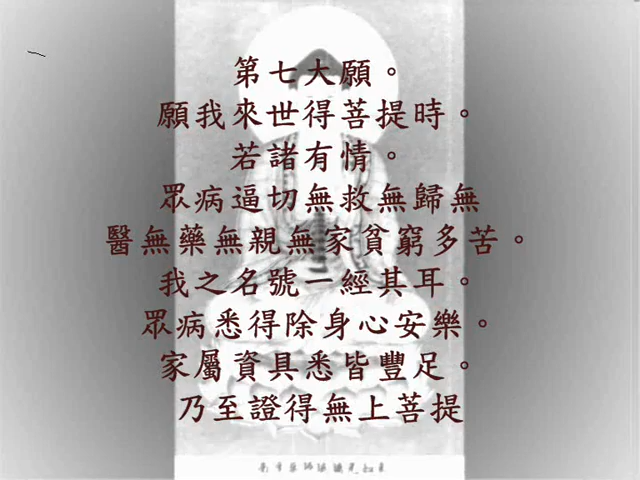 第七大願。
願我來世得菩提時。
若諸有情。
眾病逼切無救無歸無
醫無藥無親無家貧窮多苦。
我之名號一經其耳。
眾病悉得除身心安樂。
家屬資具悉皆豐足。
乃至證得無上菩提